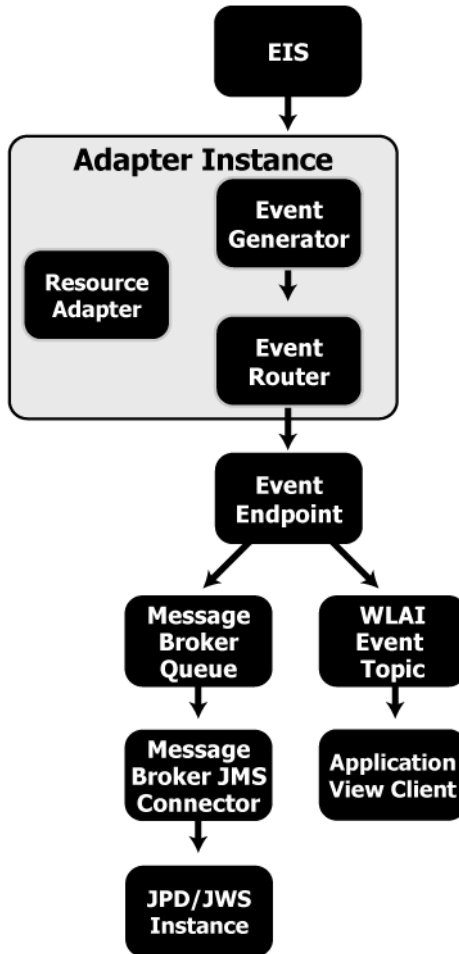 EIS
Adapter Instance
Event
Generator
Resource
Adapter
Event
Router
Event
Endpoint
Message
Broker
Queue
WLAI
Event
Topic
Message
Broker JMS
Connector
Application
View Client
JPD/JWS
Instance